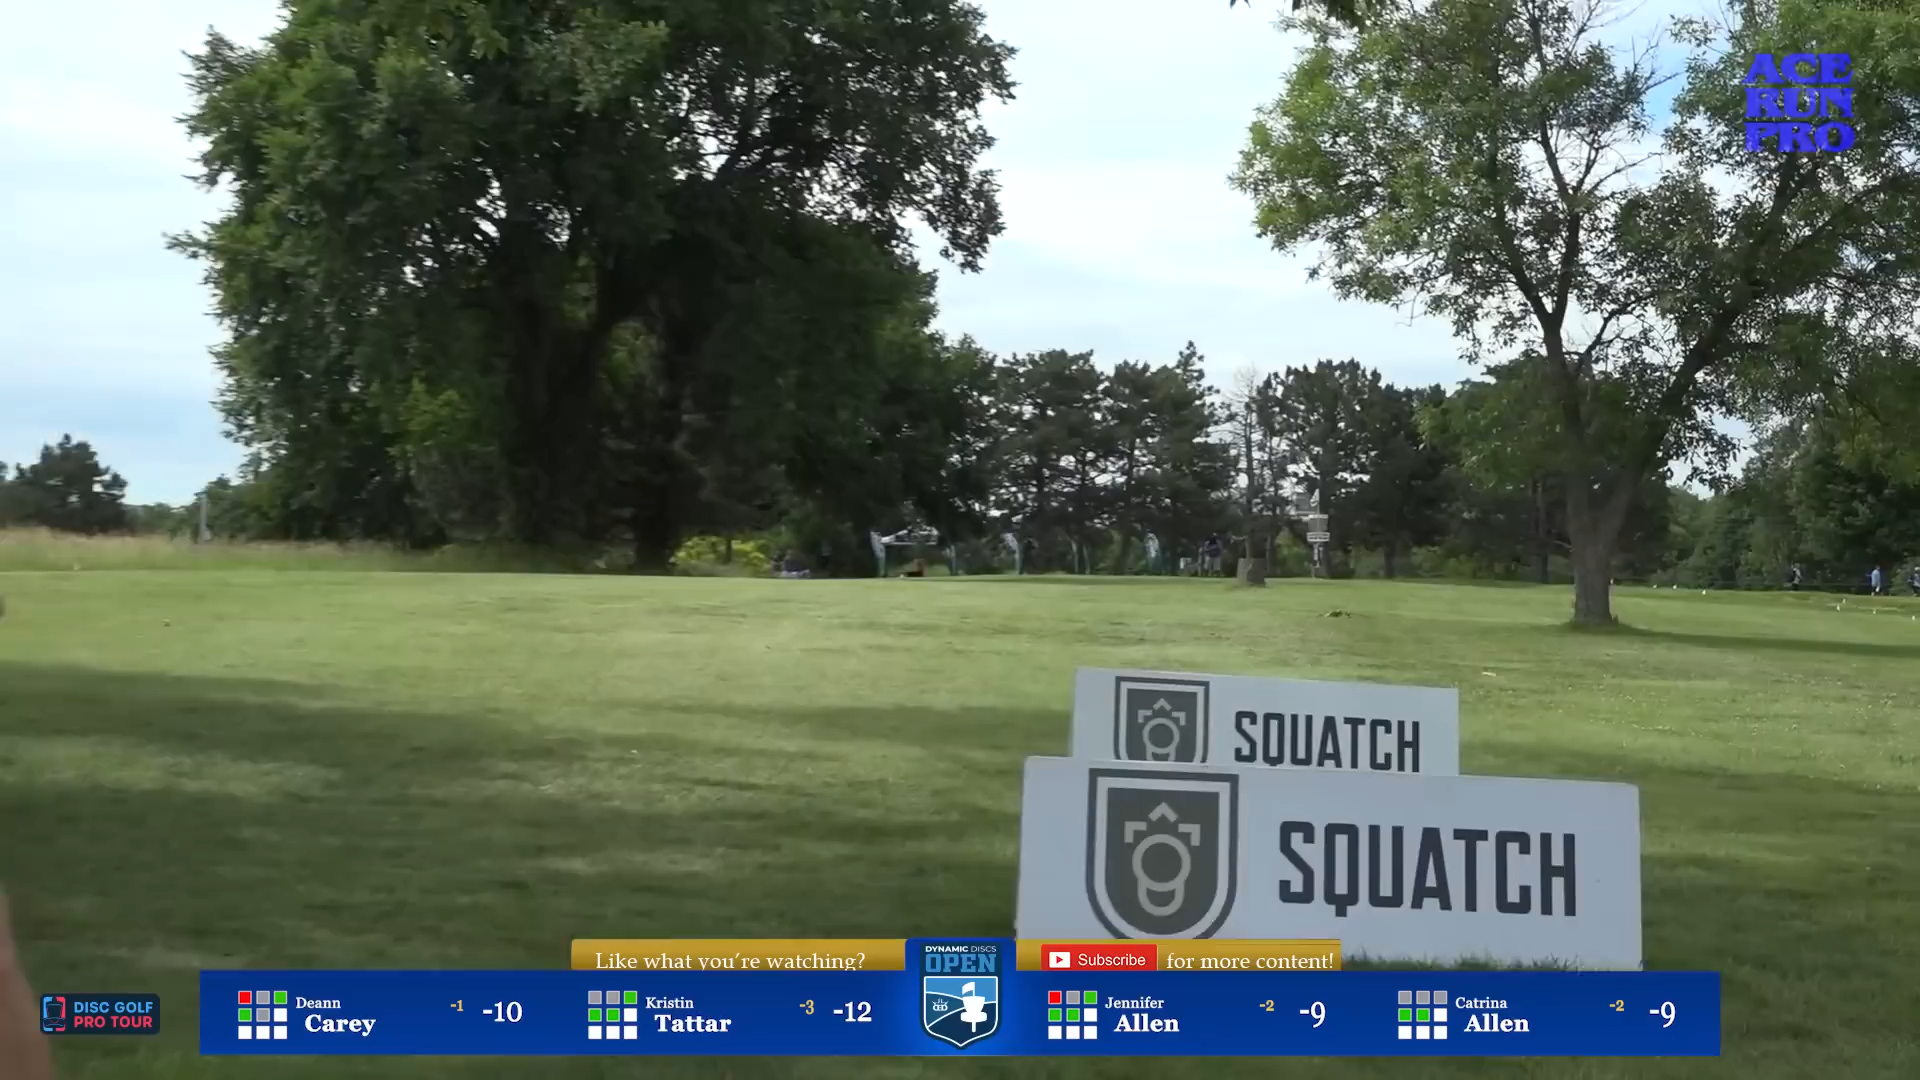 ACE
RUN
PRO
SQUATCH
SQUATCH
Like what you're watching?
DYNAMIC DISCS
OPEN
Subscribe
for more content!
DISC GOLF
PRO TOUR
Deann
Carey
-1
-10
Kristin
Tattar
-3
-12
DD
Jennifer
Allen
-2
-9
Catrina
Allen
-2
-9